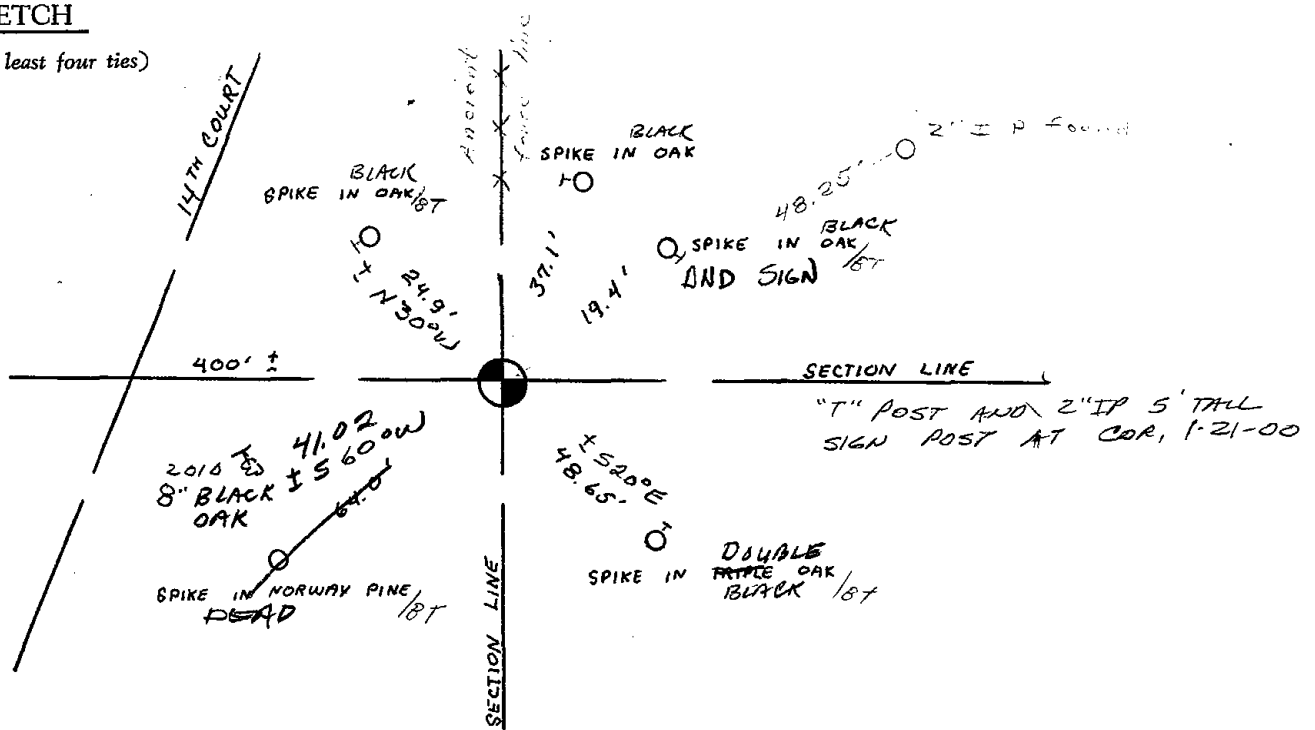 ETCH
least four ties)
14TH COURT
Ancient
fence line
BLACK
SPIKE IN OAK/BT
BLACK
SPIKE IN OAK
2" I P found
48.25'
BLACK
SPIKE IN OAK/BT
AND SIGN
24.9'
± N30°W
37.1'
19.4'
400' ±
SECTION LINE
"T" POST AND 2"IP 5' TALL
SIGN POST AT COR, 1-21-00
2010
41.02
± S 60°W
8" BLACK
OAK
64.0'
SPIKE IN NORWAY PINE/BT
DEAD
± S20°E
48.65'
DOUBLE
SPIKE IN TRIPLE OAK
BLACK /BT
SECTION LINE